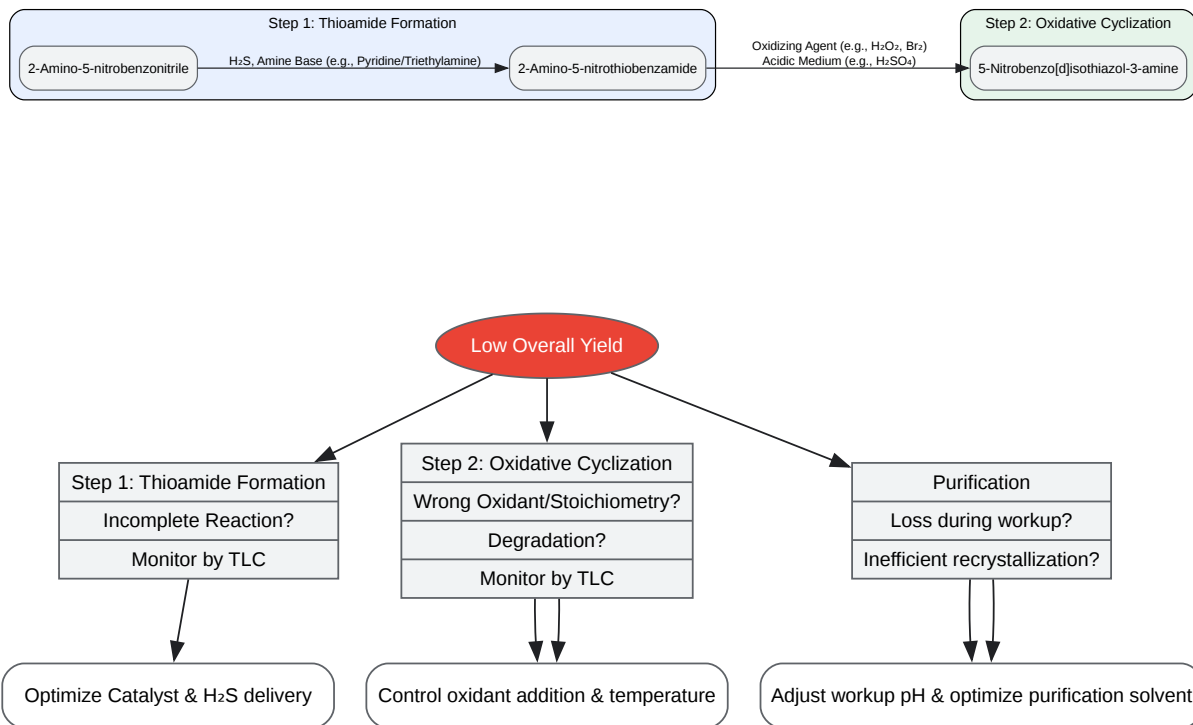 Step 1: Thioamide Formation
Step 2: Oxidative Cyclization
2-Amino-5-nitrobenzonitrile
H₂S, Amine Base (e.g., Pyridine/Triethylamine)
2-Amino-5-nitrothiobenzamide
Oxidizing Agent (e.g., H₂O₂, Br₂)
Acidic Medium (e.g., H₂SO₄)
5-Nitrobenzo[d]isothiazol-3-amine
Low Overall Yield
Step 1: Thioamide Formation
Incomplete Reaction?
Monitor by TLC
Step 2: Oxidative Cyclization
Wrong Oxidant/Stoichiometry?
Degradation?
Monitor by TLC
Purification
Loss during workup?
Inefficient recrystallization?
Optimize Catalyst & H₂S delivery
Control oxidant addition & temperature
Adjust workup pH & optimize purification solvent